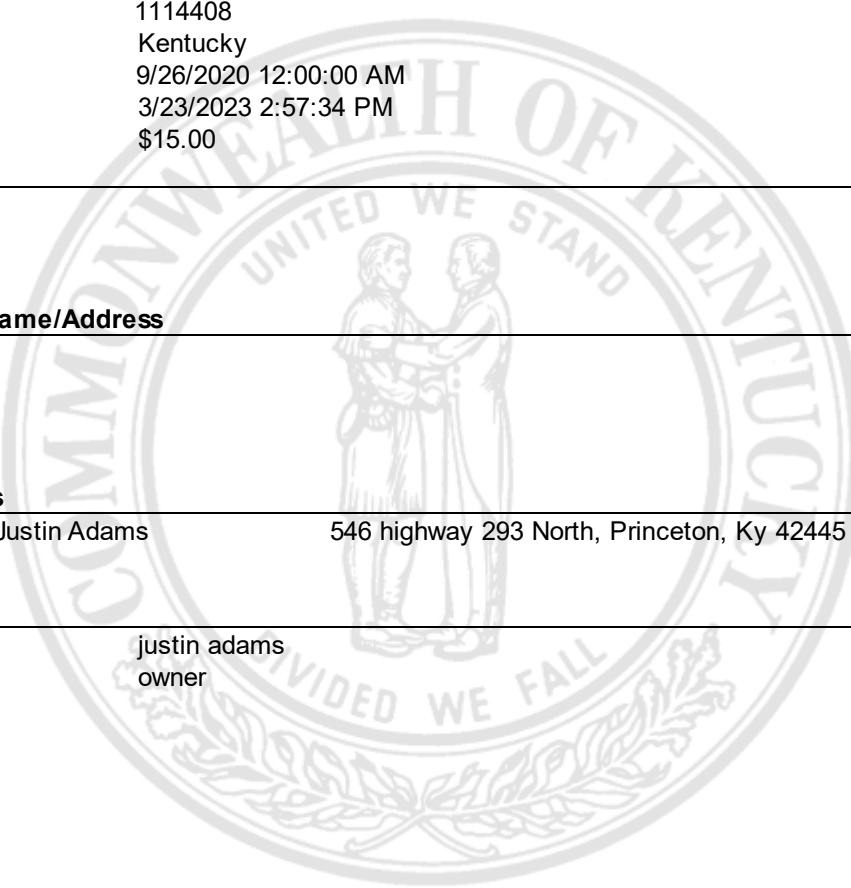 1114408
Kentucky
9/26/2020 12:00:00 AM
3/23/2023 2:57:34 PM
$15.00
COMMONWEALTH OF KENTUCKY
UNITED WE STAND
ame/Address
s
Justin Adams 546 highway 293 North, Princeton, Ky 42445
justin adams
owner
DIVIDED WE FALL